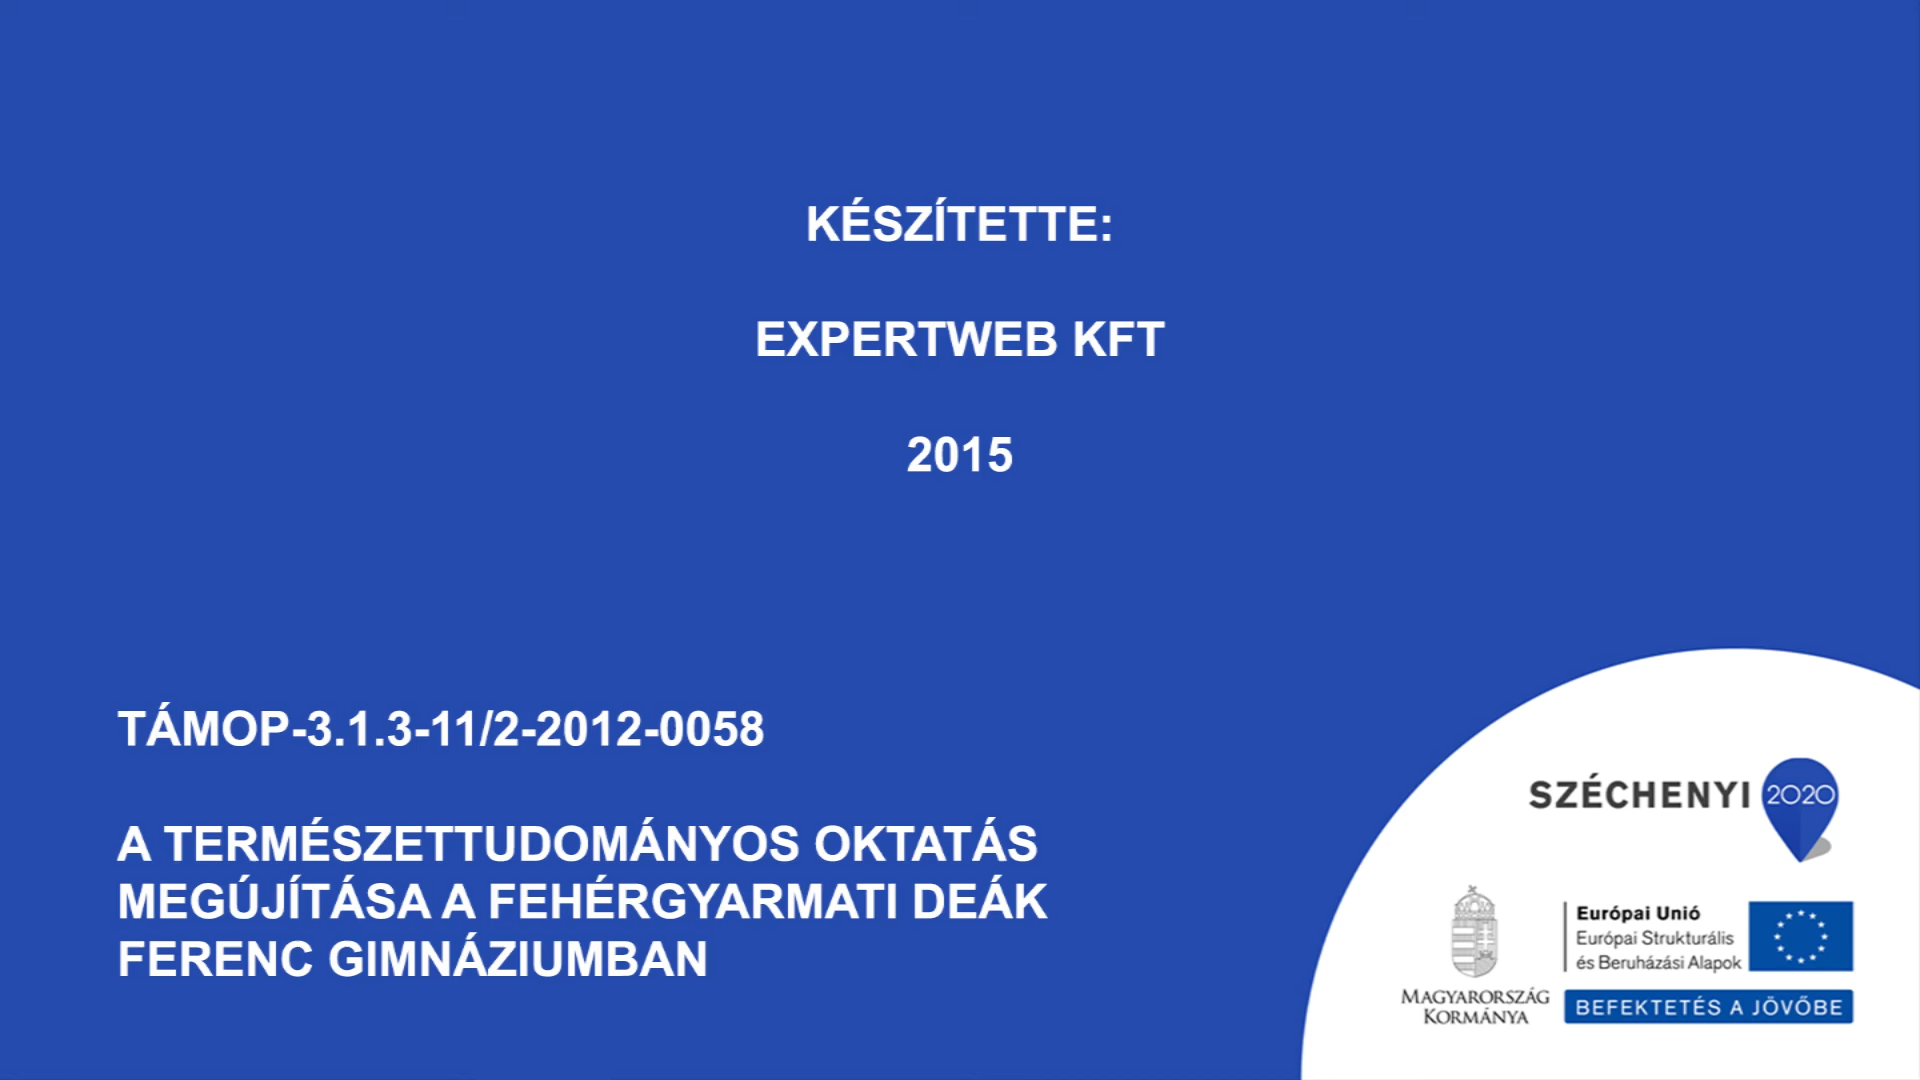 KÉSZÍTETTE:
EXPERTWEB KFT
2015
TÁMOP-3.1.3-11/2-2012-0058
A TERMÉSZETTUDOMÁNYOS OKTATÁS
MEGÚJÍTÁSA A FEHÉRGYARMATI DEÁK
FERENC GIMNÁZIUMBAN
SZÉCHENYI 2020
MAGYARORSZÁG
KORMÁNYA
Európai Unió
Európai Strukturális
és Beruházási Alapok
BEFEKTETÉS A JÖVŐBE